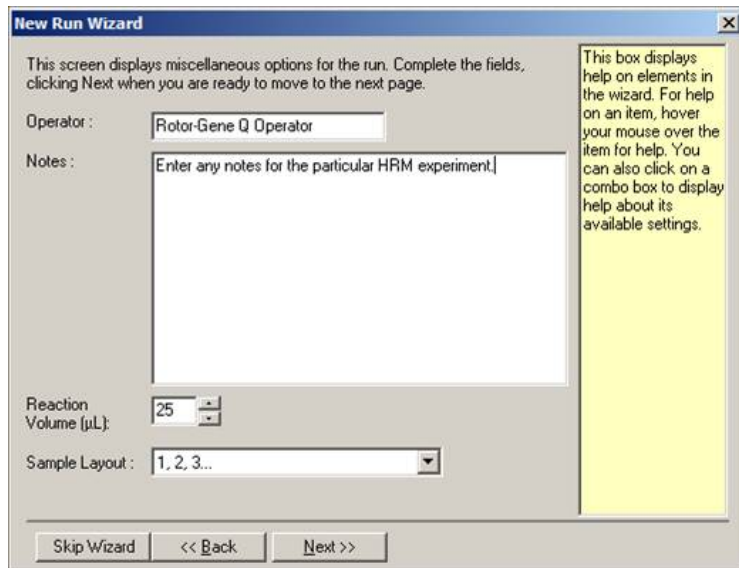 New Run Wizard
This screen displays miscellaneous options for the run. Complete the fields,
clicking Next when you are ready to move to the next page.
Operator :
Rotor-Gene Q Operator
Notes :
Enter any notes for the particular HRM experiment.
Reaction
Volume (μL):
25
Sample Layout :
1, 2, 3...
This box displays
help on elements in
the wizard. For help
on an item, hover
your mouse over the
item for help. You
can also click on a
combo box to display
help about its
available settings.
Skip Wizard
<< Back
Next >>